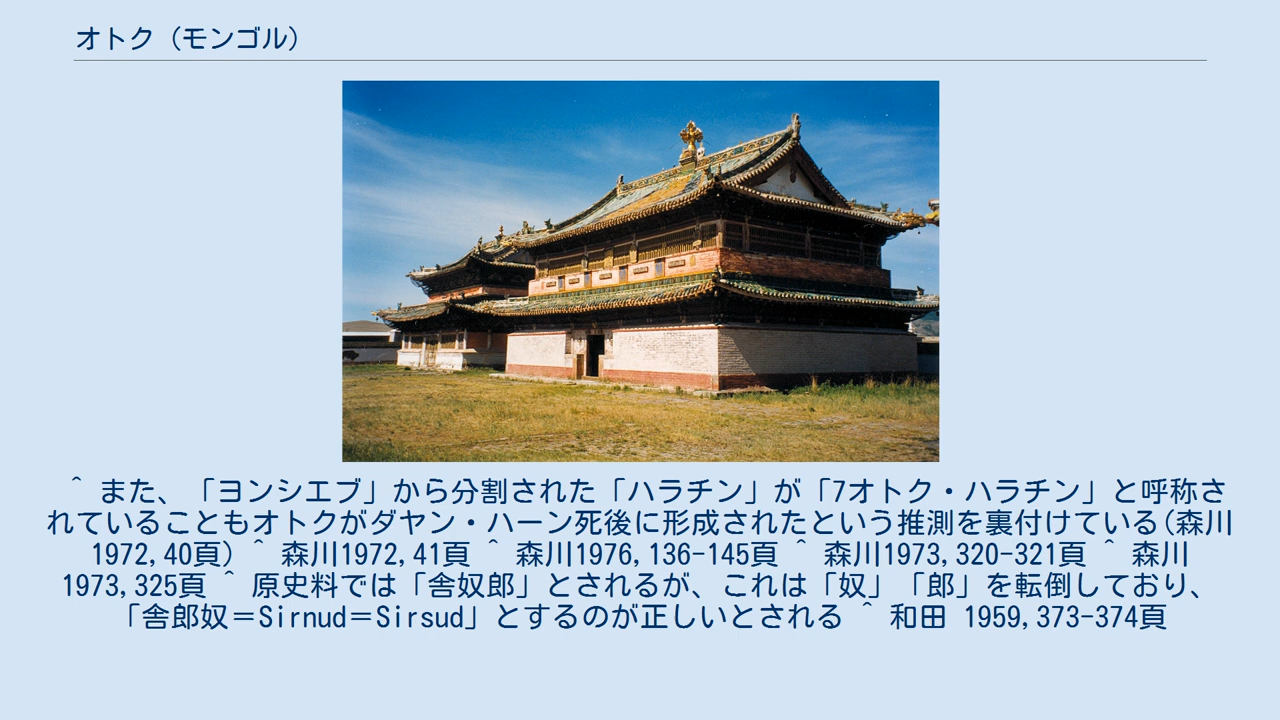 オトク（モンゴル）
^ また、「ヨンシエブ」から分割された「ハラチン」が「7オトク・ハラチン」と呼称さ
れていることもオトクがダヤン・ハーン死後に形成されたという推測を裏付けている(森川
1972,40頁) ^ 森川1972,41頁 ^ 森川1976,136-145頁 ^ 森川1973,320-321頁 ^ 森川
1973,325頁 ^ 原史料では「舎奴郎」とされるが、これは「奴」「郎」を転倒しており、
「舎郎奴＝Sirnud＝Sirsud」とするのが正しいとされる ^ 和田 1959,373-374頁